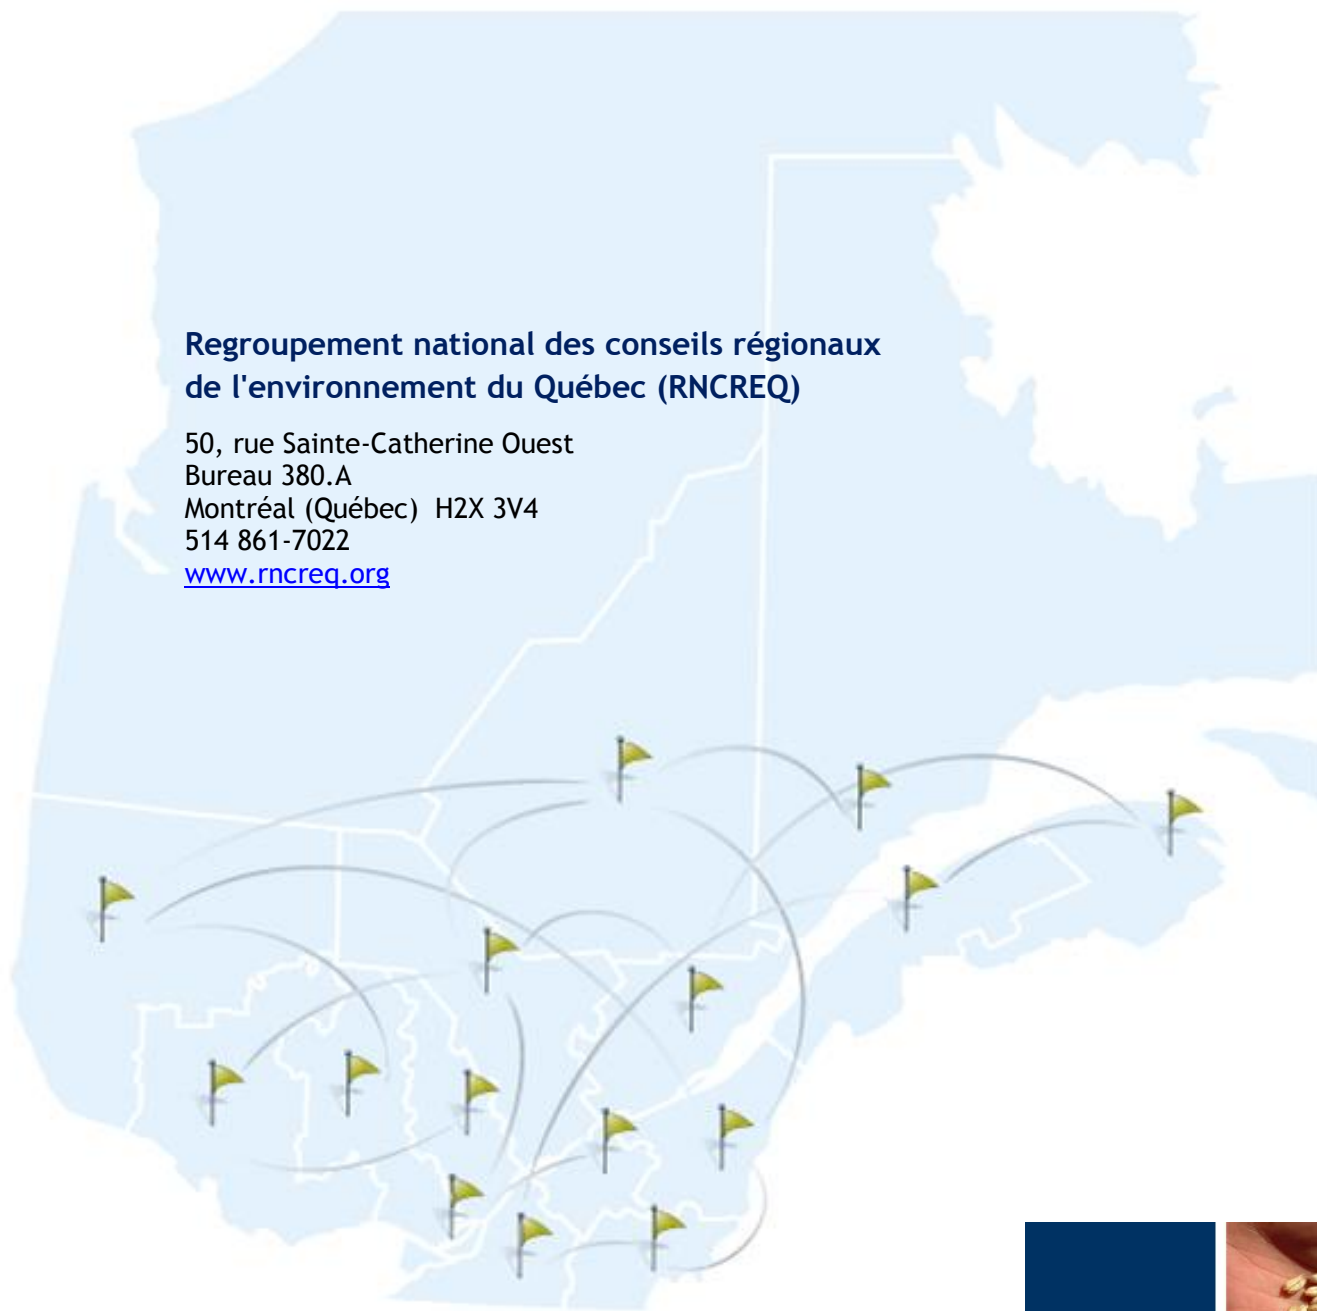 Regroupement national des conseils régionaux
de l'environnement du Québec (RNCREQ)
50, rue Sainte-Catherine Ouest
Bureau 380.A
Montréal (Québec)  H2X 3V4
514 861-7022
www.rncreq.org